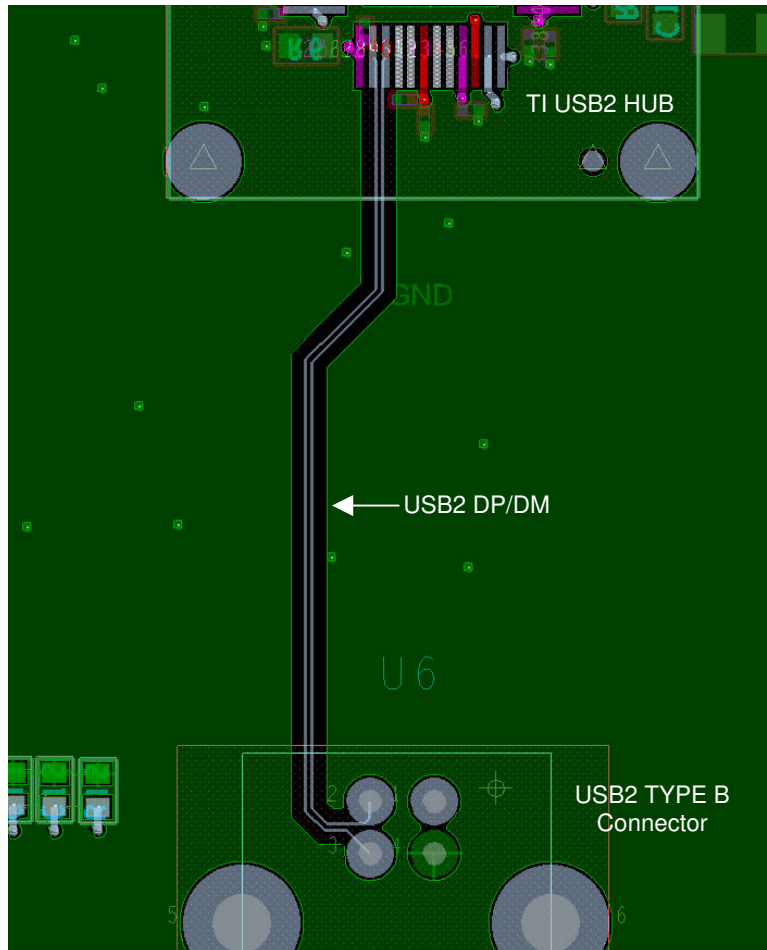 TI USB2 HUB
GND
USB2 DP/DM
U6
USB2 TYPE B
Connector
2
1
3
4
5
6